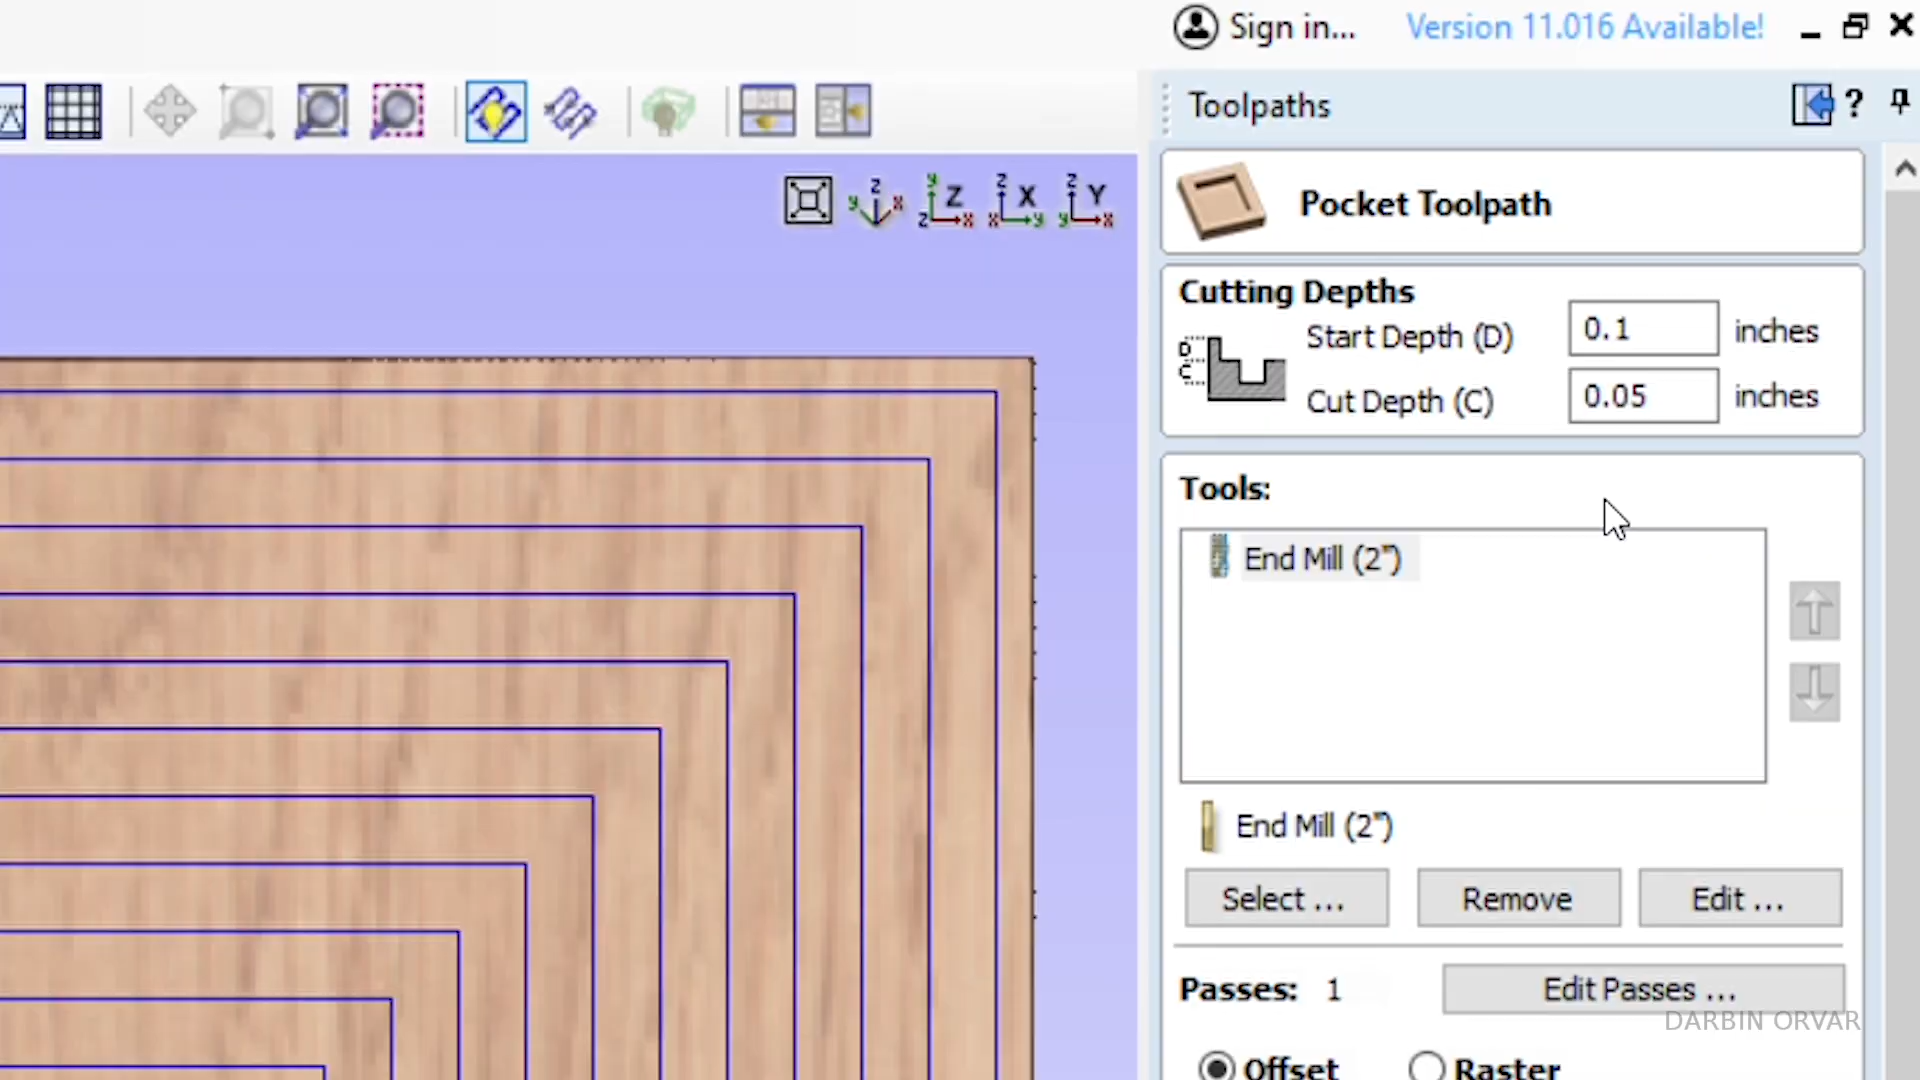 Sign in... Version 11.016 Available!
Toolpaths ?
Z X Y
Pocket Toolpath
Cutting Depths
Start Depth (D) 0.1 inches
Cut Depth (C) 0.05 inches
D
C
Tools:
End Mill (2")
End Mill (2")
Select ... Remove Edit ...
Passes: 1 Edit Passes ...
DARBIN ORVAR
Offset Raster